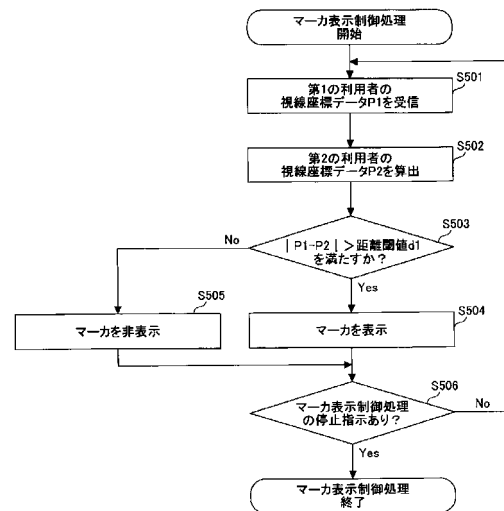 マーカ表示制御処理
開始
S501
第1の利用者の
視線座標データP1を受信
S502
第2の利用者の
視線座標データP2を算出
S503
No
|P1-P2|>距離閾値d1
を満たすか?
Yes
S505
マーカを非表示
S504
マーカを表示
S506
マーカ表示制御処理
の停止指示あり?
No
Yes
マーカ表示制御処理
終了